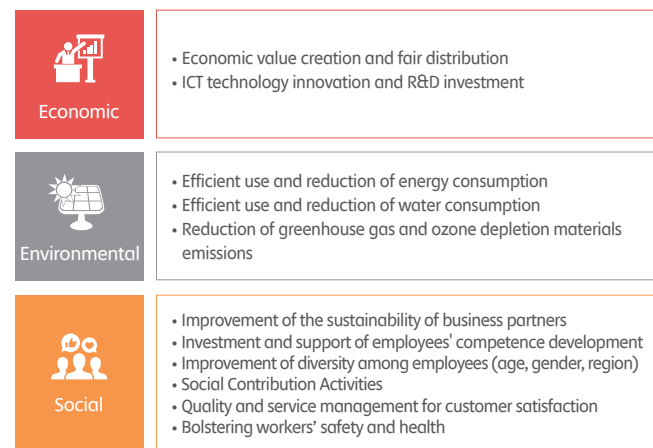 Economic
• Economic value creation and fair distribution
• ICT technology innovation and R&D investment
Environmental
• Efficient use and reduction of energy consumption
• Efficient use and reduction of water consumption
• Reduction of greenhouse gas and ozone depletion materials
emissions
Social
• Improvement of the sustainability of business partners
• Investment and support of employees' competence development
• Improvement of diversity among employees (age, gender, region)
• Social Contribution Activities
• Quality and service management for customer satisfaction
• Bolstering workers’ safety and health